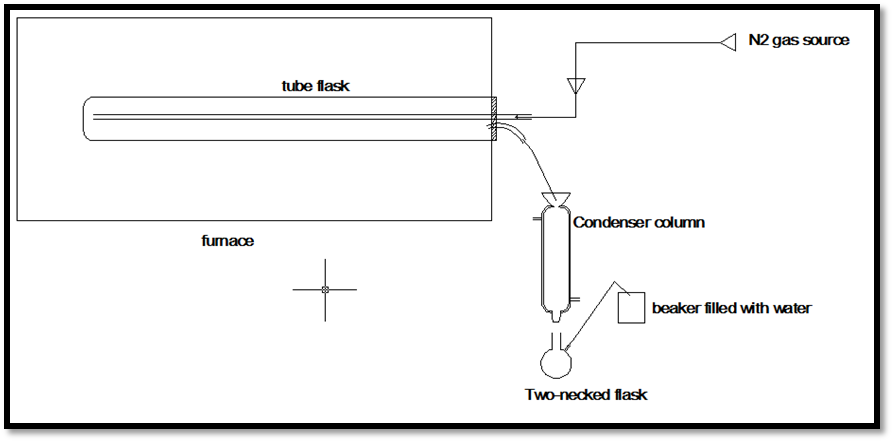 N2 gas source
tube flask
Condenser column
furnace
beaker filled with water
Two-necked flask